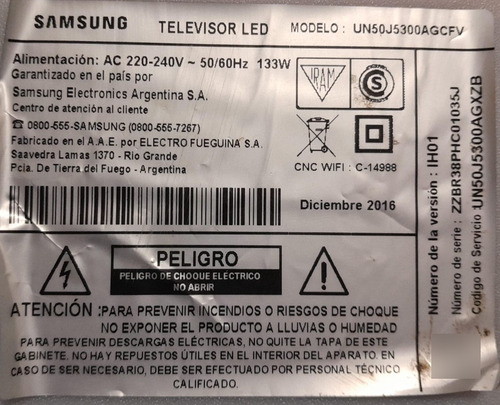 SAMSUNG TELEVISOR LED MODELO : UN50J5300AGCFV
Alimentación: AC 220-240V ~ 50/60Hz 133W
Garantizado en el país por
Samsung Electronics Argentina S.A.
Centro de atención al cliente
☎ 0800-555-SAMSUNG (0800-555-7267)
Fabricado en el A.A.E. por ELECTRO FUEGUINA S.A.
Saavedra Lamas 1370 - Rio Grande
Pcia. De Tierra del Fuego - Argentina
IRAM
S
CNC WIFI : C-14988
Diciembre 2016
PELIGRO
PELIGRO DE CHOQUE ELÉCTRICO
NO ABRIR
ATENCIÓN :PARA PREVENIR INCENDIOS O RIESGOS DE CHOQUE
NO EXPONER EL PRODUCTO A LLUVIAS O HUMEDAD
PARA PREVENIR DESCARGAS ELÉCTRICAS, NO QUITE LA TAPA DE ESTE
GABINETE. NO HAY REPUESTOS ÚTILES EN EL INTERIOR DEL APARATO. EN
CASO DE SER NECESARIO, DEBE SER EFECTUADO POR PERSONAL TÉCNICO
CALIFICADO.
Número de la versión : IH01
Número de serie : ZZBR3BPHC01035J
Codigo de Servicio :UN50J5300AGXZB